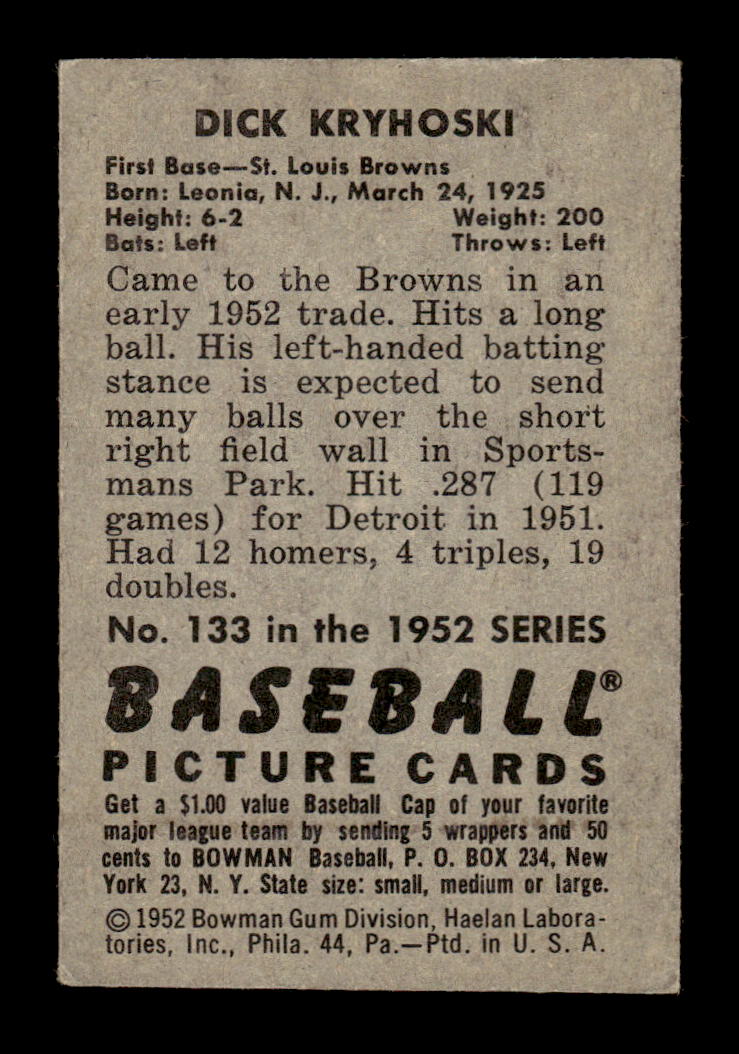 DICK KRYHOSKI
First Base—St. Louis Browns
Born: Leonia, N. J., March 24, 1925
Height: 6-2 Weight: 200
Bats: Left Throws: Left
Came to the Browns in an
early 1952 trade. Hits a long
ball. His left-handed batting
stance is expected to send
many balls over the short
right field wall in Sports-
mans Park. Hit .287 (119
games) for Detroit in 1951.
Had 12 homers, 4 triples, 19
doubles.
No. 133 in the 1952 SERIES
BASEBALL®
PICTURE CARDS
Get a $1.00 value Baseball Cap of your favorite
major league team by sending 5 wrappers and 50
cents to BOWMAN Baseball, P. O. BOX 234, New
York 23, N. Y. State size: small, medium or large.
©1952 Bowman Gum Division, Haelan Labora-
tories, Inc., Phila. 44, Pa.—Ptd. in U. S. A.